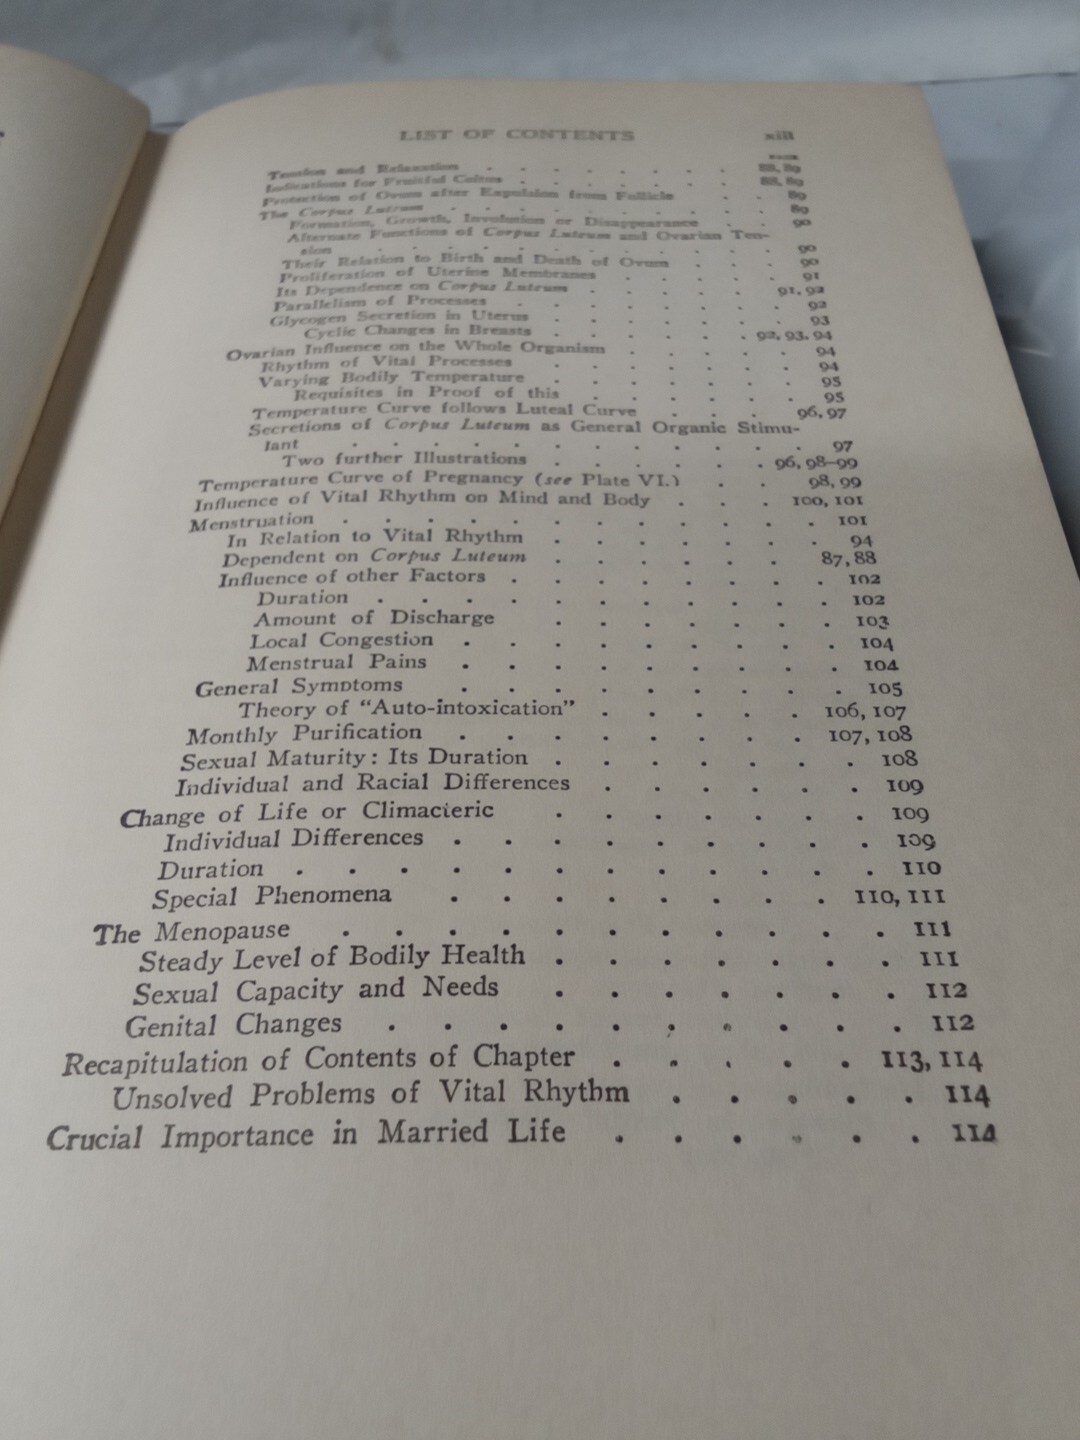 LIST OF CONTENTS xiii
PAGE
Tension and Relaxation . . . . . . . 88, 89
Indications for Fruitful Coitus . . . . . . . 88, 89
Protection of Ovum after Expulsion from Follicle . . 89
The Corpus Luteum . . . . . . . . 89
Formation, Growth, Involution or Disappearance . . 90
Alternate Functions of Corpus Luteum and Ovarian Ten-
sion . . . . . . . . . . 90
Their Relation to Birth and Death of Ovum . . 90
Proliferation of Uterine Membranes . . . . 91
Its Dependence on Corpus Luteum . . . . 91, 92
Parallelism of Processes . . . . . . 92
Glycogen Secretion in Uterus . . . . . 93
Cyclic Changes in Breasts . . . . . 92, 93, 94
Ovarian Influence on the Whole Organism . . . . . 94
Rhythm of Vital Processes . . . . . 94
Varying Bodily Temperature . . . . . 95
Requisites in Proof of this . . . . . 95
Temperature Curve follows Luteal Curve . . . 96, 97
Secretions of Corpus Luteum as General Organic Stimu-
lant . . . . . . . . . . 97
Two further Illustrations . . . . . . 96, 98-99
Temperature Curve of Pregnancy (see Plate VI.) . . 98, 99
Influence of Vital Rhythm on Mind and Body . . . 100, 101
Menstruation . . . . . . . . . . . 101
In Relation to Vital Rhythm . . . . . . . 94
Dependent on Corpus Luteum . . . . . . 87, 88
Influence of other Factors . . . . . . . . 102
Duration . . . . . . . . . . . 102
Amount of Discharge . . . . . . . 103
Local Congestion . . . . . . . . . 104
Menstrual Pains . . . . . . . . . 104
General Symptoms . . . . . . . . . . 105
Theory of "Auto-intoxication" . . . . . 106, 107
Monthly Purification . . . . . . . . 107, 108
Sexual Maturity: Its Duration . . . . . . . 108
Individual and Racial Differences . . . . . . 109
Change of Life or Climacteric . . . . . . . 109
Individual Differences . . . . . . . . . 109
Duration . . . . . . . . . . . . 110
Special Phenomena . . . . . . . . 110, 111
The Menopause . . . . . . . . . . . 111
Steady Level of Bodily Health . . . . . . . 111
Sexual Capacity and Needs . . . . . . . 112
Genital Changes . . . . . . . . . . 112
Recapitulation of Contents of Chapter . . . . . 113, 114
Unsolved Problems of Vital Rhythm . . . . . 114
Crucial Importance in Married Life . . . . . . 114